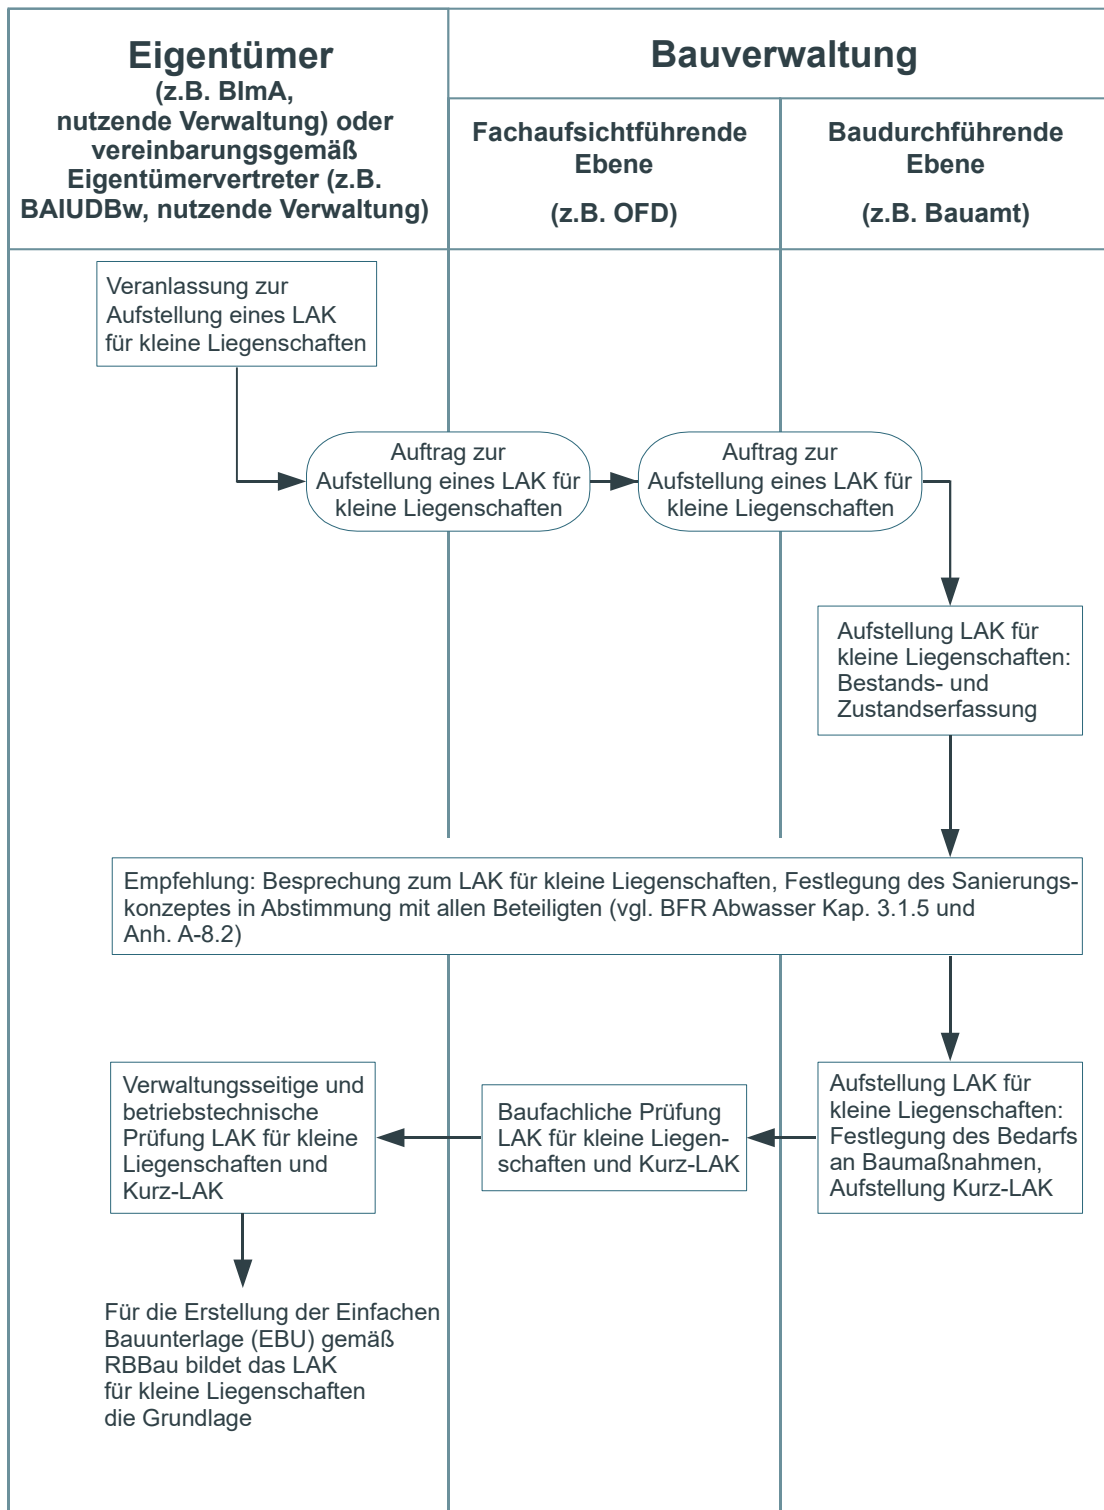 Eigentümer
(z.B. BImA,
nutzende Verwaltung) oder
vereinbarungsgemäß
Eigentümervertreter (z.B.
BAIUDBw, nutzende Verwaltung)
Bauverwaltung
Fachaufsichtführende
Ebene
(z.B. OFD)
Baudurchführende
Ebene
(z.B. Bauamt)
Veranlassung zur
Aufstellung eines LAK
für kleine Liegenschaften
Auftrag zur
Aufstellung eines LAK für
kleine Liegenschaften
Auftrag zur
Aufstellung eines LAK für
kleine Liegenschaften
Aufstellung LAK für
kleine Liegenschaften:
Bestands- und
Zustandserfassung
Empfehlung: Besprechung zum LAK für kleine Liegenschaften, Festlegung des Sanierungs-
konzeptes in Abstimmung mit allen Beteiligten (vgl. BFR Abwasser Kap. 3.1.5 und
Anh. A-8.2)
Aufstellung LAK für
kleine Liegenschaften:
Festlegung des Bedarfs
an Baumaßnahmen,
Aufstellung Kurz-LAK
Baufachliche Prüfung
LAK für kleine Liegen-
schaften und Kurz-LAK
Verwaltungsseitige und
betriebstechnische
Prüfung LAK für kleine
Liegenschaften und
Kurz-LAK
Für die Erstellung der Einfachen
Bauunterlage (EBU) gemäß
RBBau bildet das LAK
für kleine Liegenschaften
die Grundlage